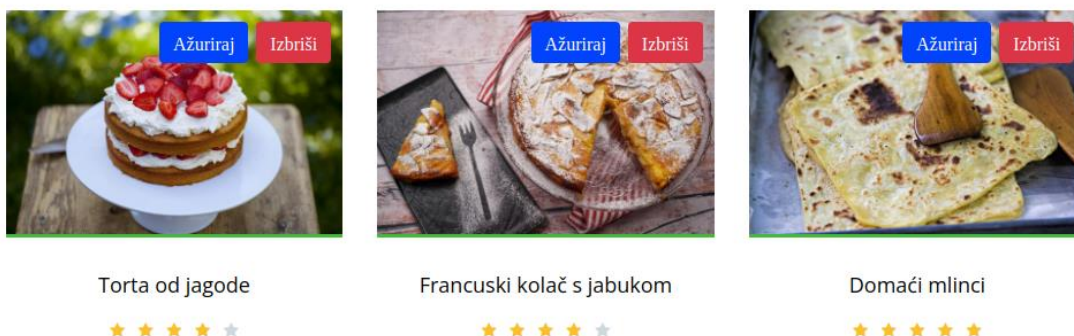 Ažuriraj Izbriši
Ažuriraj Izbriši
Ažuriraj Izbriši
Torta od jagode
Francuski kolač s jabukom
Domaći mlinci